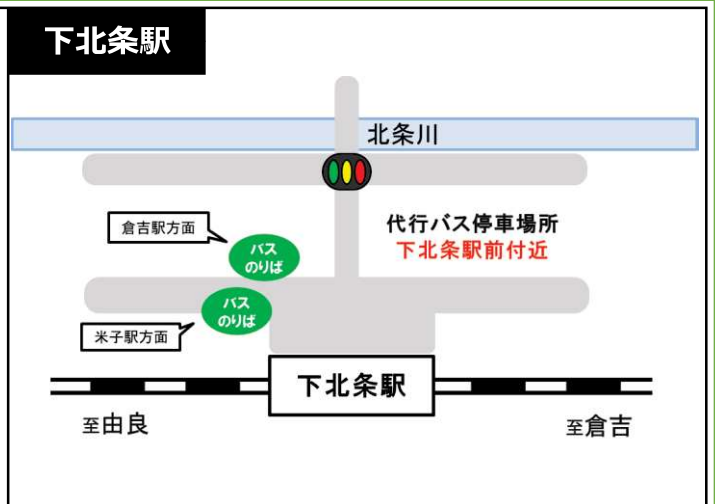 下北条駅
北条川
代行バス停車場所
下北条駅前付近
倉吉駅方面
バス
のりば
バス
のりば
米子駅方面
下北条駅
至由良
至倉吉